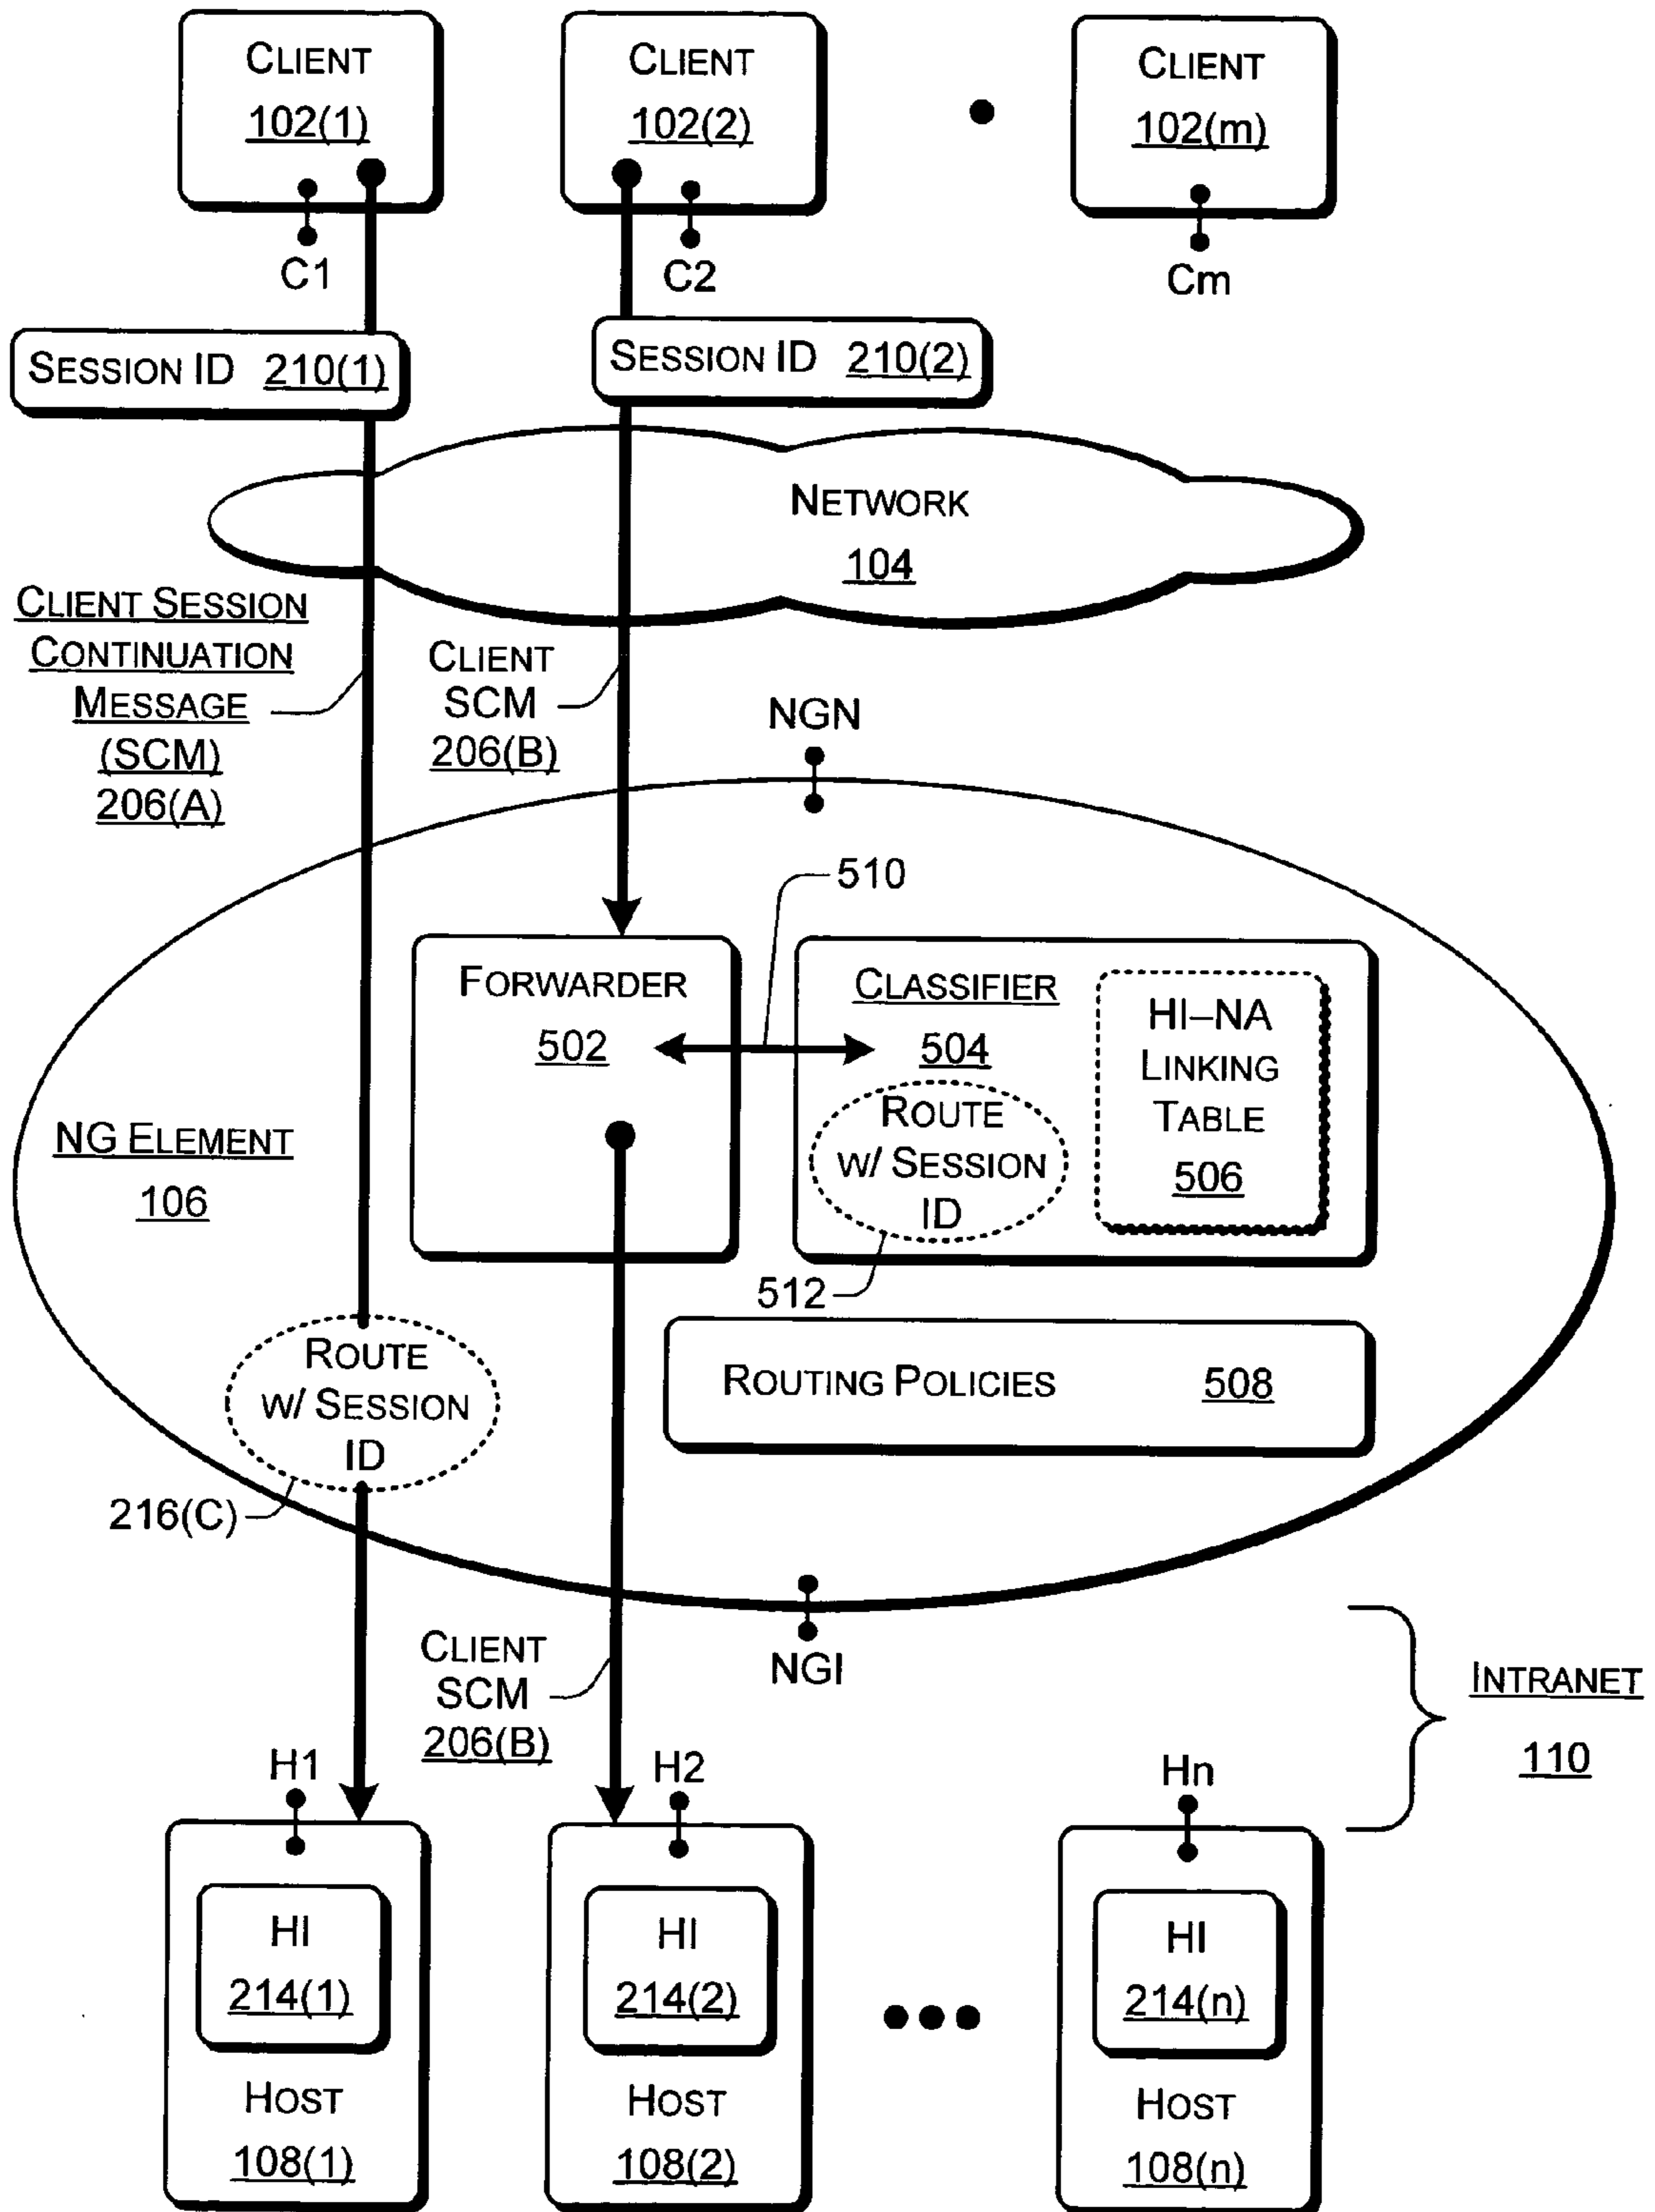 CLIENT
102(1)
CLIENT
102(2)
CLIENT
102(m)
C1
C2
Cm
SESSION ID 210(1)
SESSION ID 210(2)
NETWORK
104
CLIENT SESSION
CONTINUATION
MESSAGE
(SCM)
206(A)
CLIENT
SCM
206(B)
NGN
510
FORWARDER
502
CLASSIFIER
504
ROUTE
W/ SESSION
ID
HI–NA
LINKING
TABLE
506
NG ELEMENT
106
512
ROUTE
W/ SESSION
ID
ROUTING POLICIES 508
216(C)
CLIENT
SCM
206(B)
NGI
INTRANET
110
H1
H2
Hn
HI
214(1)
HOST
108(1)
HI
214(2)
HOST
108(2)
HI
214(n)
HOST
108(n)